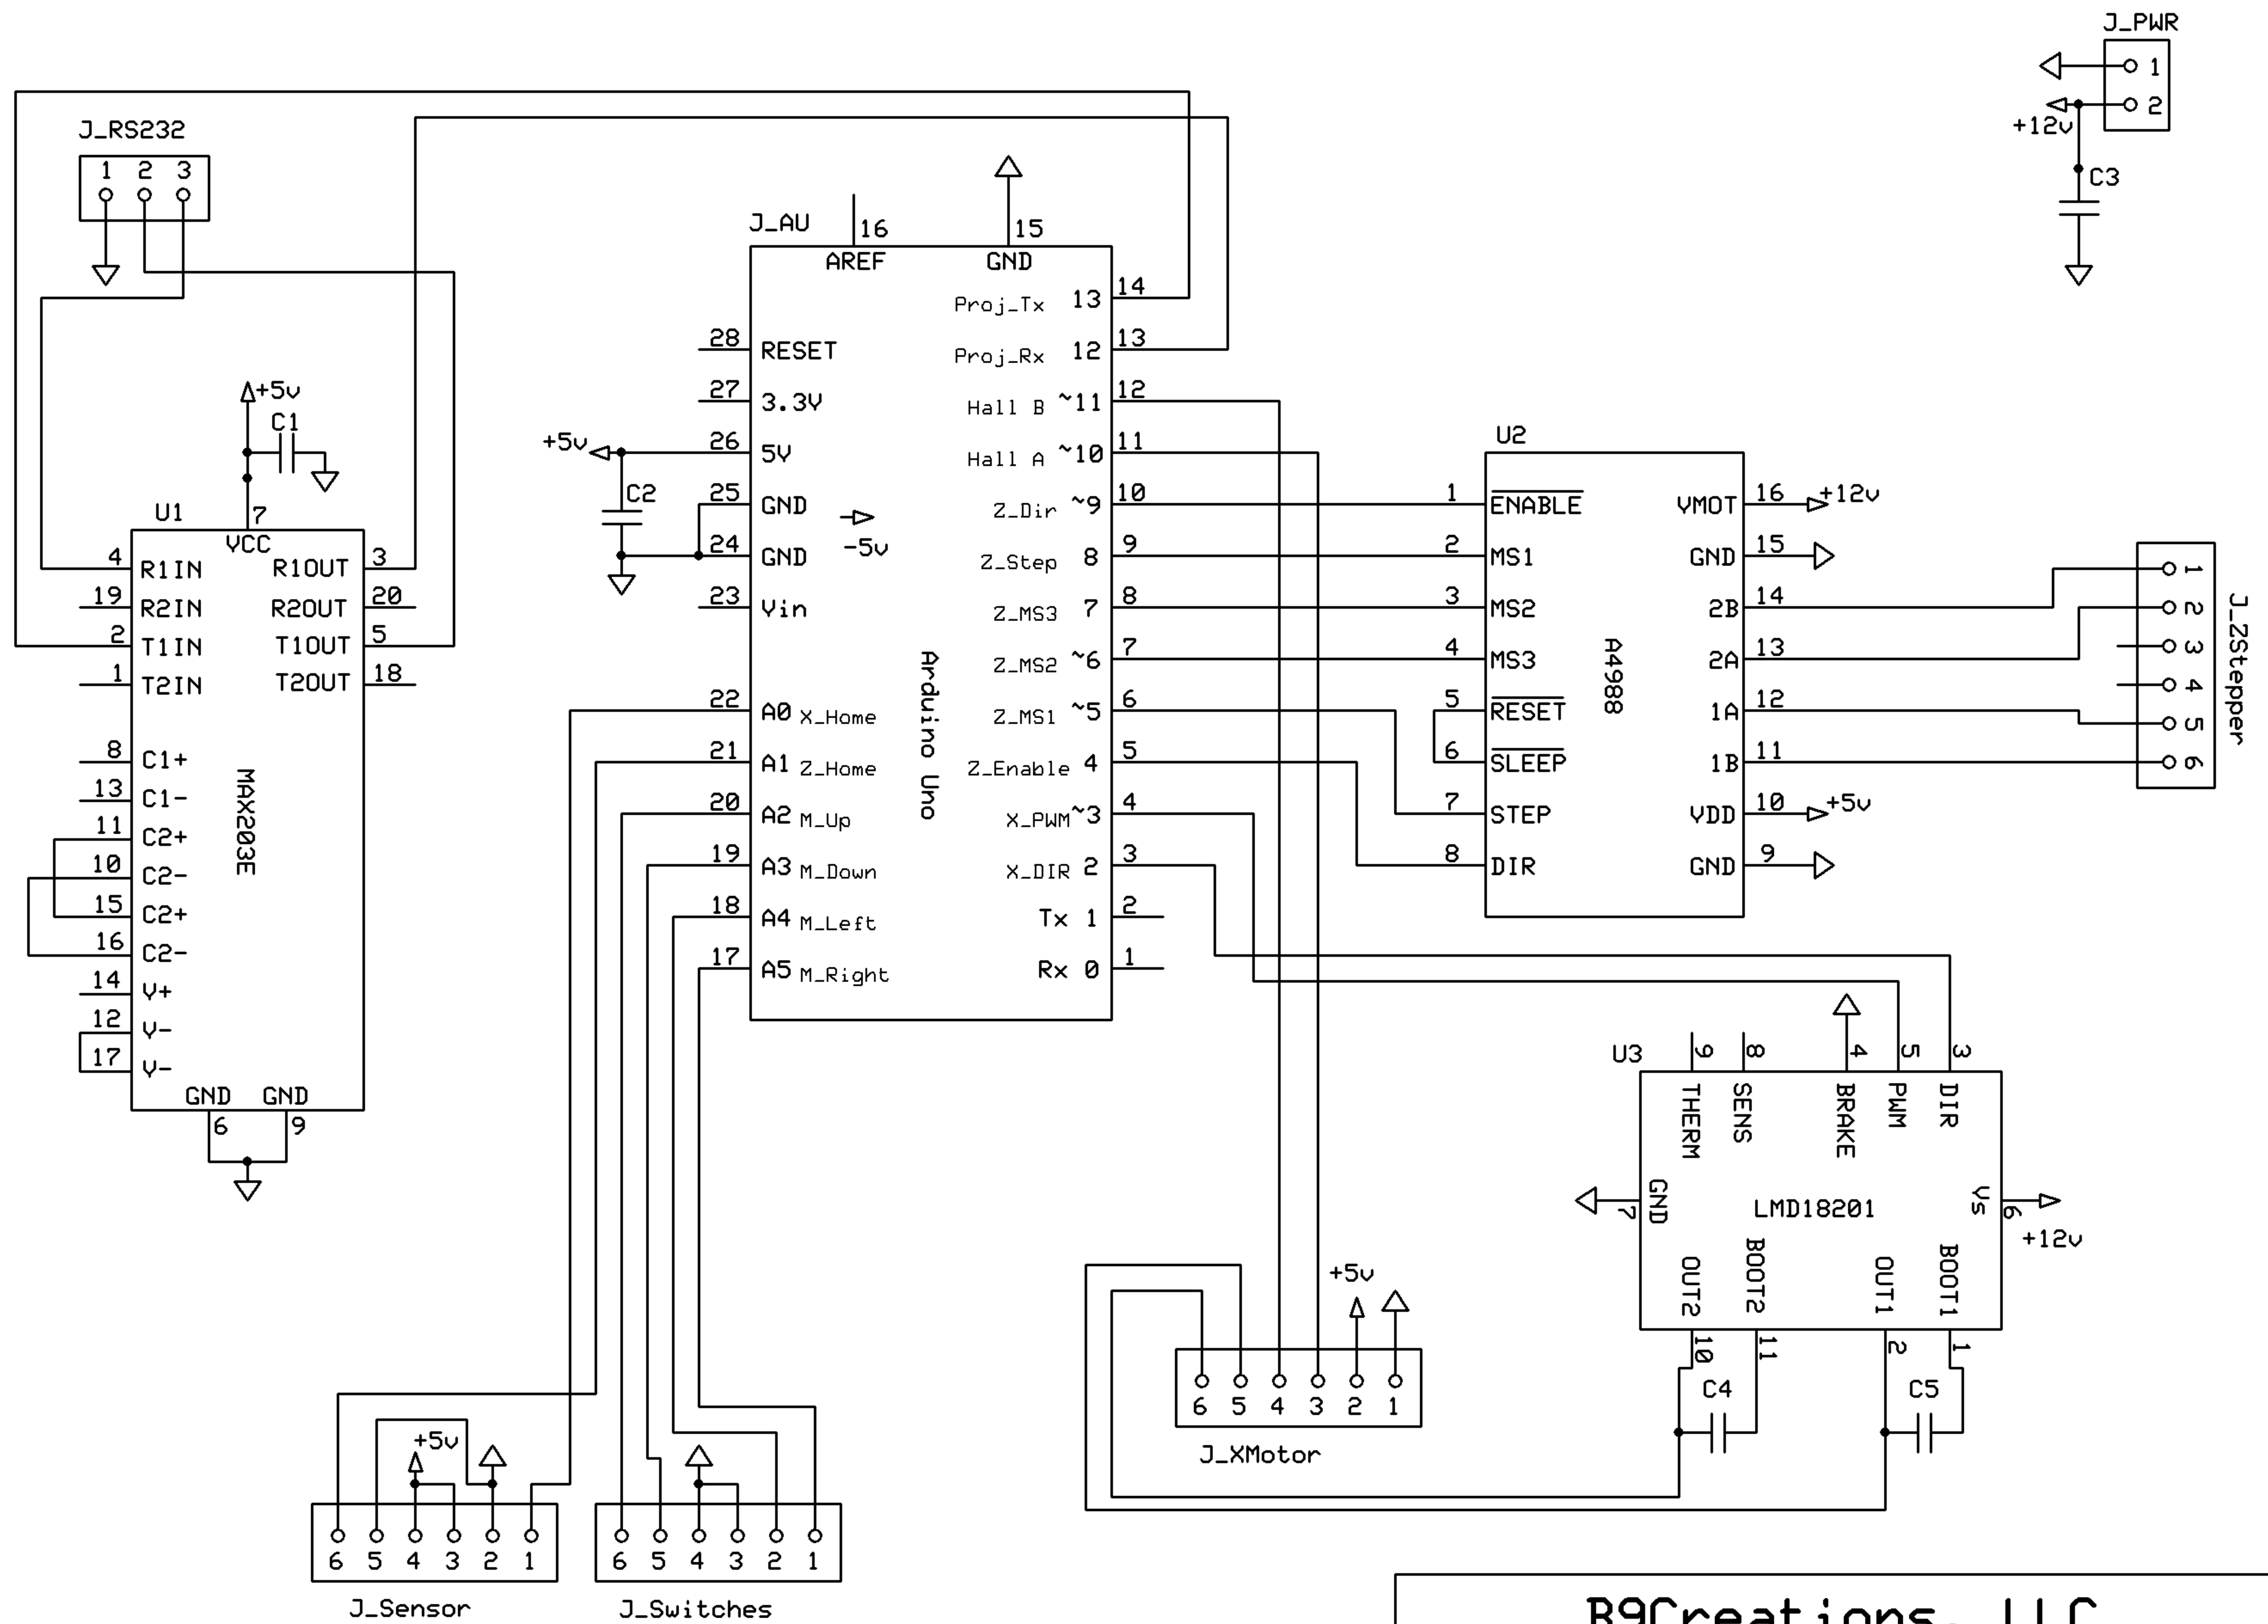 J_PWR
1
2
+12v
C3
J_RS232
1 2 3
J_AU
16
15
AREF
GND
Proj_Tx 13 14
28 RESET
Proj_Rx 12 13
27 3.3V
Hall B ~11 12
+5v
26 5V
Hall A ~10 11
C2
25 GND
Z_Dir ~9 10
-5v
24 GND
Z_Step 8 9
23 Vin
Z_MS3 7 8
Z_MS2 ~6 7
22 A0 X_Home
Z_MS1 ~5 6
21 A1 Z_Home
Z_Enable 4 5
20 A2 M_Up
X_PWM~3 4
19 A3 M_Down
X_DIR 2 3
18 A4 M_Left
Tx 1 2
17 A5 M_Right
Rx 0 1
Arduino Uno
+5v
C1
U1
7
VCC
4 R1IN R1OUT 3
19 R2IN R2OUT 20
2 T1IN T1OUT 5
1 T2IN T2OUT 18
8 C1+
13 C1-
11 C2+
10 C2-
15 C2+
16 C2-
14 V+
12 V-
17 V-
MAX203E
GND GND
6 9
U2
1 ENABLE VMOT 16 +12v
2 MS1 GND 15
3 MS2 2B 14
4 MS3 2A 13
5 RESET 1A 12
6 SLEEP 1B 11
7 STEP VDD 10 +5v
8 DIR GND 9
A4988
1
2
3
4
5
6
J_ZStepper
U3
9 8 4 5 3
THERM SENS BRAKE PWM DIR
GND
7
LMD18201
Vs
6
+12v
OUT2 BOOT2 OUT1 BOOT1
10 11 2 1
C4
C5
+5v
6 5 4 3 2 1
J_XMotor
+5v
6 5 4 3 2 1
J_Sensor
6 5 4 3 2 1
J_Switches
B9Creations, LLC